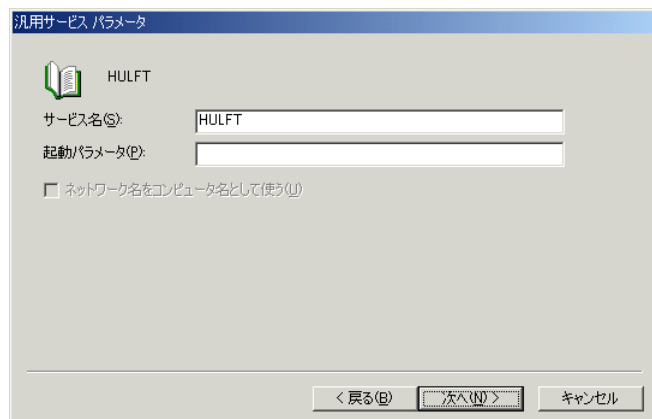 汎用サービス パラメータ
HULFT
サービス名(S): HULFT
起動パラメータ(P):
ネットワーク名をコンピュータ名として使う(U)
< 戻る(B) 次へ(N) > キャンセル